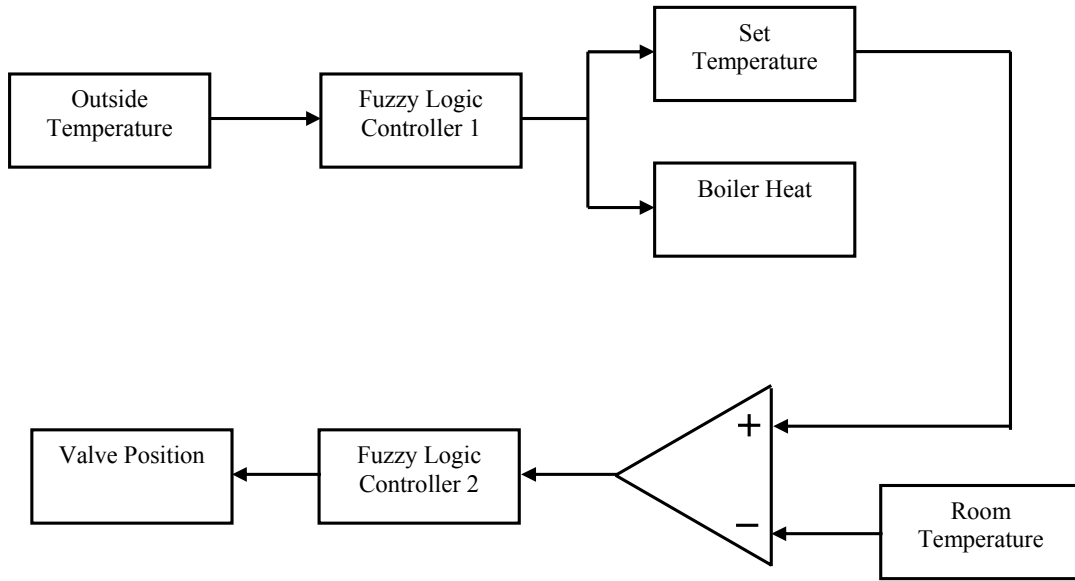 Outside
Temperature
Fuzzy Logic
Controller 1
Set
Temperature
Boiler Heat
Valve Position
Fuzzy Logic
Controller 2
+
−
Room
Temperature